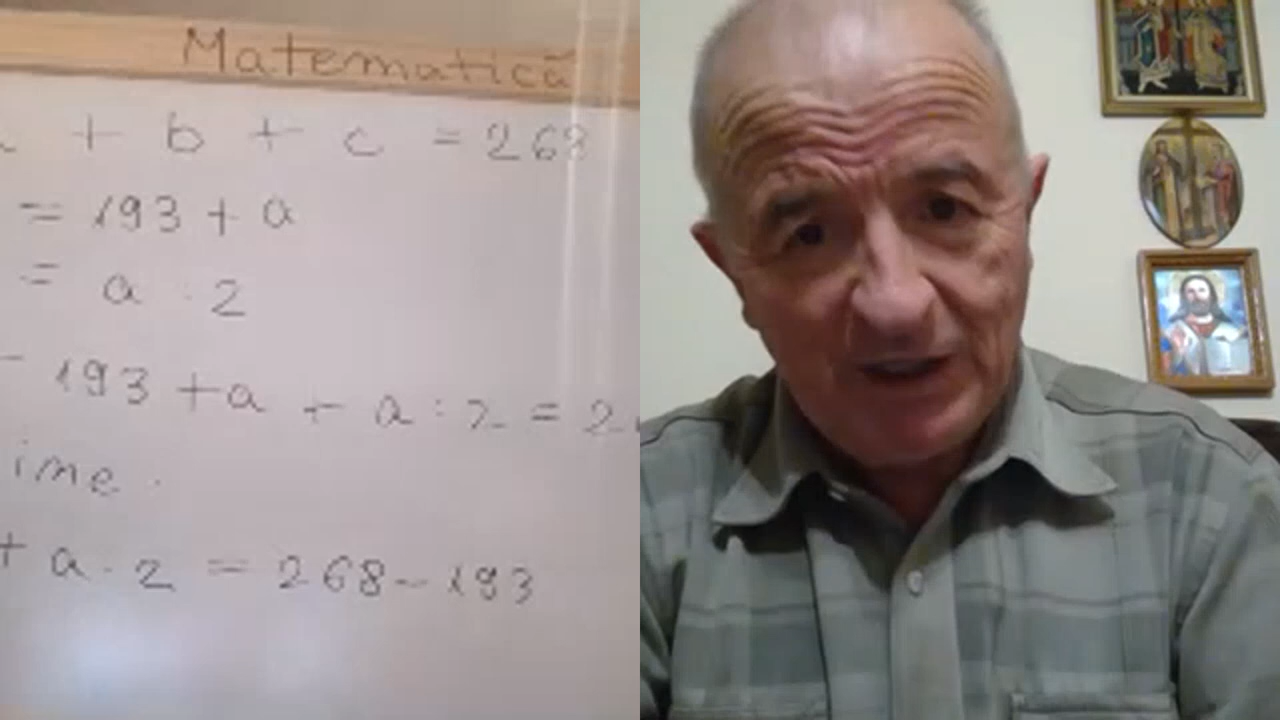 Matematică
+ b + c = 268
= 193 + a
= a : 2
193 + a + a : 2 = 2
ime.
+ a : 2 = 268 - 193